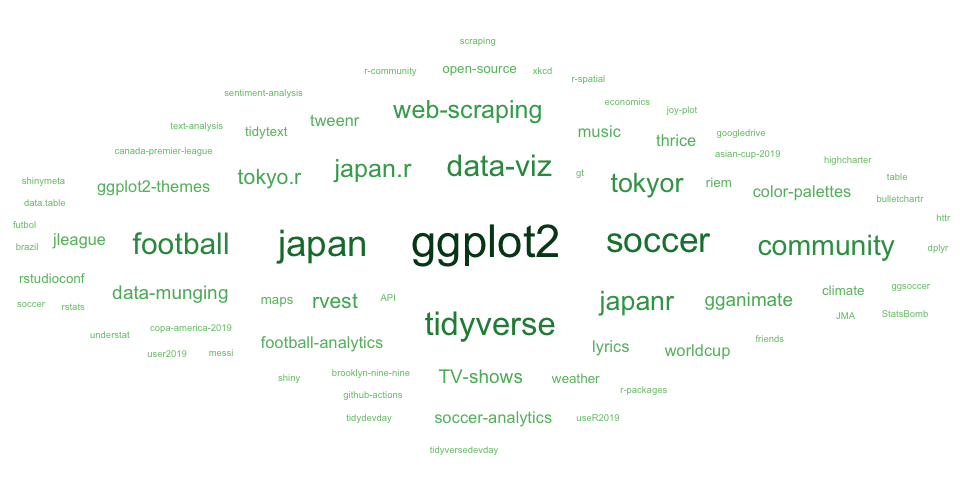 scraping
r-community
open-source
xkcd
r-spatial
sentiment-analysis
web-scraping
economics
joy-plot
text-analysis
tidytext
tweenr
music
thrice
googledrive
canada-premier-league
asian-cup-2019
highcharter
shinymeta
ggplot2-themes
tokyo.r
japan.r
data-viz
gt
tokyor
riem
color-palettes
table
data.table
bulletchartr
futbol
httr
brazil
jleague
football
japan
ggplot2
soccer
community
dplyr
rstudioconf
data-munging
maps
rvest
API
japanr
gganimate
climate
ggsoccer
soccer
rstats
JMA
StatsBomb
understat
copa-america-2019
tidyverse
user2019
messi
football-analytics
lyrics
worldcup
friends
shiny
brooklyn-nine-nine
TV-shows
weather
r-packages
github-actions
tidydevday
soccer-analytics
useR2019
tidyversedevday